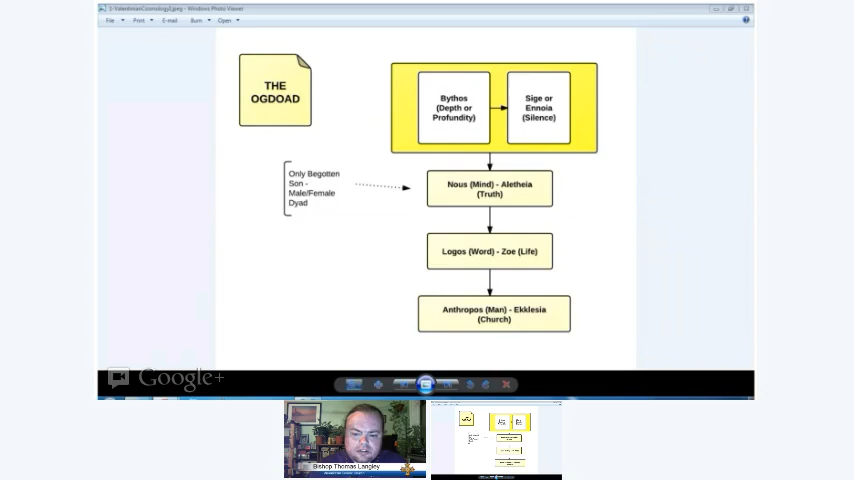 1-ValentinianCosmology3.jpeg - Windows Photo Viewer
File Print E-mail Burn Open
THE
OGDOAD
Bythos
(Depth or
Profundity)
Sige or
Ennoia
(Silence)
Only Begotten
Son -
Male/Female
Dyad
Nous (Mind) - Aletheia
(Truth)
Logos (Word) - Zoe (Life)
Anthropos (Man) - Ekklesia
(Church)
Google+
Bishop Thomas Langley